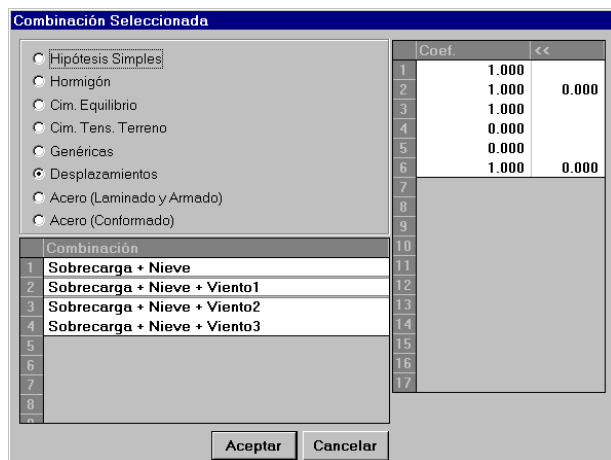 Combinación Seleccionada
Hipótesis Simples
Hormigón
Cim. Equilibrio
Cim. Tens. Terreno
Genéricas
Desplazamientos
Acero (Laminado y Armado)
Acero (Conformado)
Combinación
1 Sobrecarga + Nieve
2 Sobrecarga + Nieve + Viento1
3 Sobrecarga + Nieve + Viento2
4 Sobrecarga + Nieve + Viento3
5
6
7
8
Coef. <<
1 1.000
2 1.000 0.000
3 1.000
4 0.000
5 0.000
6 1.000 0.000
7
8
9
10
11
12
13
14
15
16
17
Aceptar Cancelar